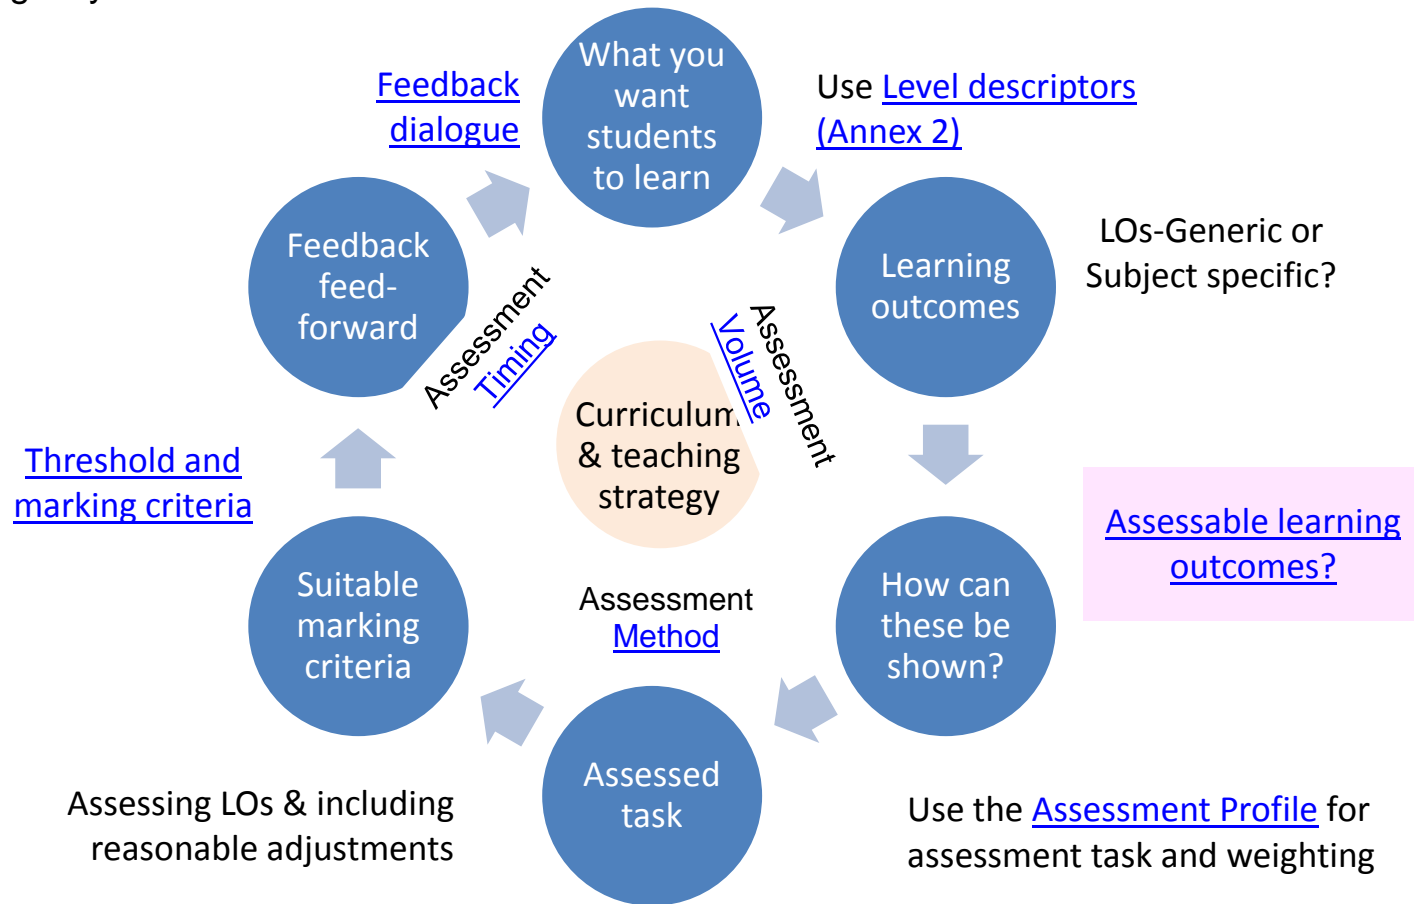 What you
want
students
to learn
Feedback
dialogue
Use Level descriptors
(Annex 2)
Learning
outcomes
LOs-Generic or
Subject specific?
Feedback
feed-
forward
Assessment
Timing
Assessment
Volume
Curriculum
& teaching
strategy
Threshold and
marking criteria
Assessable learning
outcomes?
How can
these be
shown?
Assessment
Method
Suitable
marking
criteria
Assessed
task
Assessing LOs & including
reasonable adjustments
Use the Assessment Profile for
assessment task and weighting